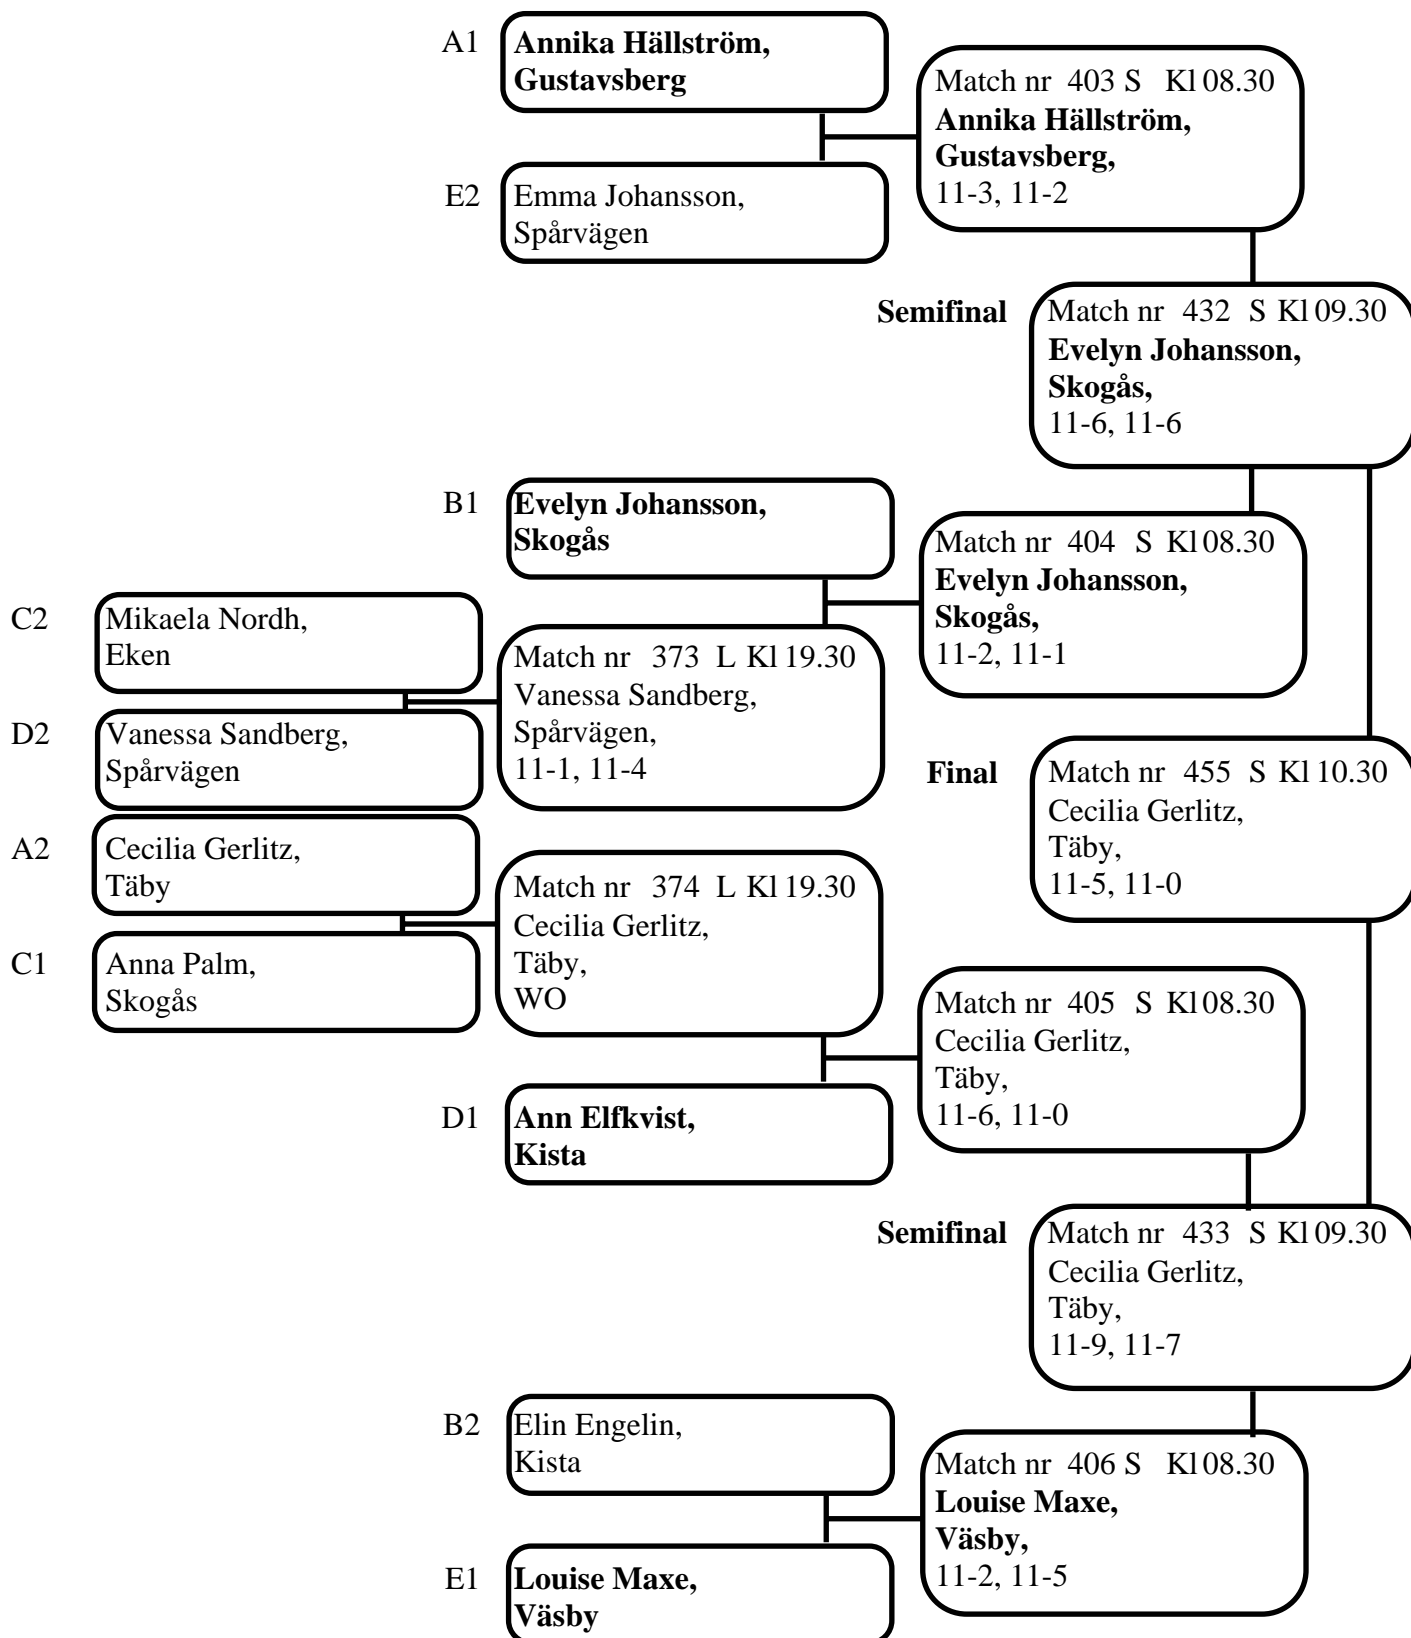 A1
Annika Hällström,
Gustavsberg
Match nr 403 S Kl 08.30
Annika Hällström,
Gustavsberg,
11-3, 11-2
E2
Emma Johansson,
Spårvägen
Semifinal
Match nr 432 S Kl 09.30
Evelyn Johansson,
Skogås,
11-6, 11-6
B1
Evelyn Johansson,
Skogås
Match nr 404 S Kl 08.30
Evelyn Johansson,
Skogås,
11-2, 11-1
C2
Mikaela Nordh,
Eken
Match nr 373 L Kl 19.30
Vanessa Sandberg,
Spårvägen,
11-1, 11-4
D2
Vanessa Sandberg,
Spårvägen
Final
Match nr 455 S Kl 10.30
Cecilia Gerlitz,
Täby,
11-5, 11-0
A2
Cecilia Gerlitz,
Täby
Match nr 374 L Kl 19.30
Cecilia Gerlitz,
Täby,
WO
C1
Anna Palm,
Skogås
Match nr 405 S Kl 08.30
Cecilia Gerlitz,
Täby,
11-6, 11-0
D1
Ann Elfkvist,
Kista
Semifinal
Match nr 433 S Kl 09.30
Cecilia Gerlitz,
Täby,
11-9, 11-7
B2
Elin Engelin,
Kista
Match nr 406 S Kl 08.30
Louise Maxe,
Väsby,
11-2, 11-5
E1
Louise Maxe,
Väsby